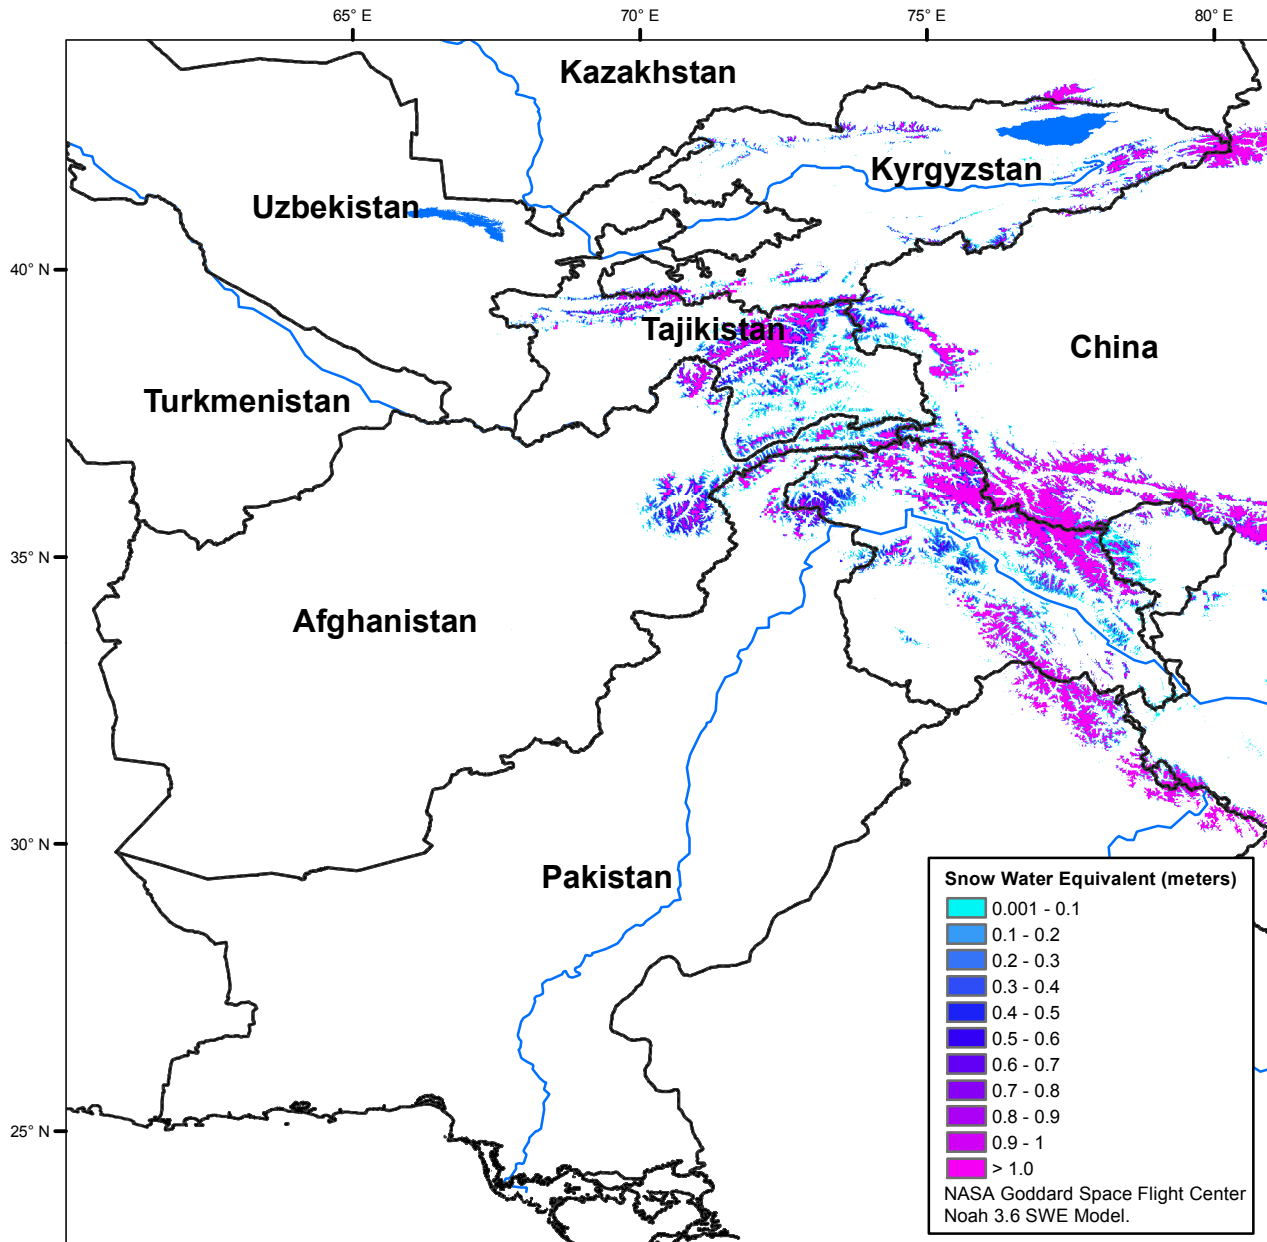 65° E
70° E
75° E
80° E
Kazakhstan
Kyrgyzstan
Uzbekistan
40° N
Tajikistan
China
Turkmenistan
35° N
Afghanistan
30° N
Pakistan
25° N
Snow Water Equivalent (meters)
0.001 - 0.1
0.1 - 0.2
0.2 - 0.3
0.3 - 0.4
0.4 - 0.5
0.5 - 0.6
0.6 - 0.7
0.7 - 0.8
0.8 - 0.9
0.9 - 1
> 1.0
NASA Goddard Space Flight Center
Noah 3.6 SWE Model.